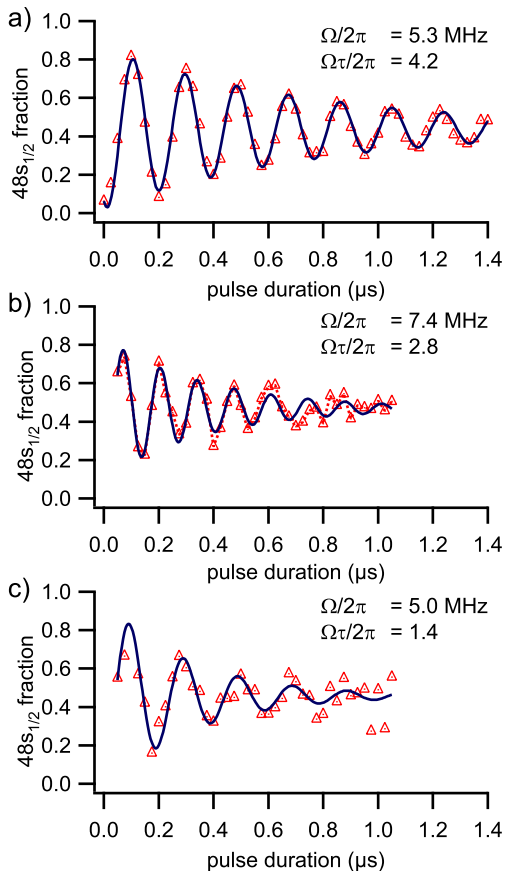 a)
1.0
0.8
0.6
0.4
0.2
0.0
48s1/2 fraction
Ω/2π = 5.3 MHz
Ωτ/2π = 4.2
0.0 0.2 0.4 0.6 0.8 1.0 1.2 1.4
pulse duration (μs)
b)
1.0
0.8
0.6
0.4
0.2
0.0
48s1/2 fraction
Ω/2π = 7.4 MHz
Ωτ/2π = 2.8
0.0 0.2 0.4 0.6 0.8 1.0 1.2 1.4
pulse duration (μs)
c)
1.0
0.8
0.6
0.4
0.2
0.0
48s1/2 fraction
Ω/2π = 5.0 MHz
Ωτ/2π = 1.4
0.0 0.2 0.4 0.6 0.8 1.0 1.2 1.4
pulse duration (μs)